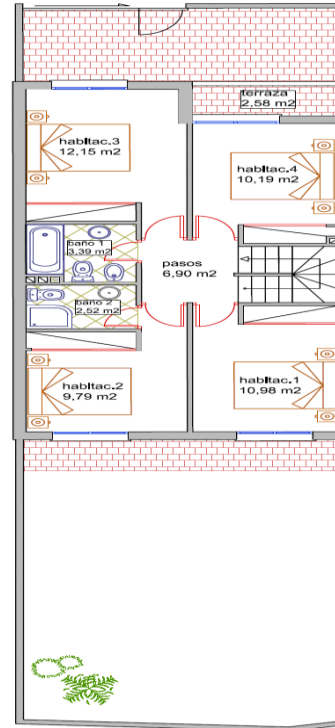 terraza
2,58 m2
habitac.3
12,15 m2
habitac.4
10,19 m2
baño 1
3,39 m2
pasos
6,90 m2
baño 2
2,52 m2
habitac.2
9,79 m2
habitac.1
10,98 m2